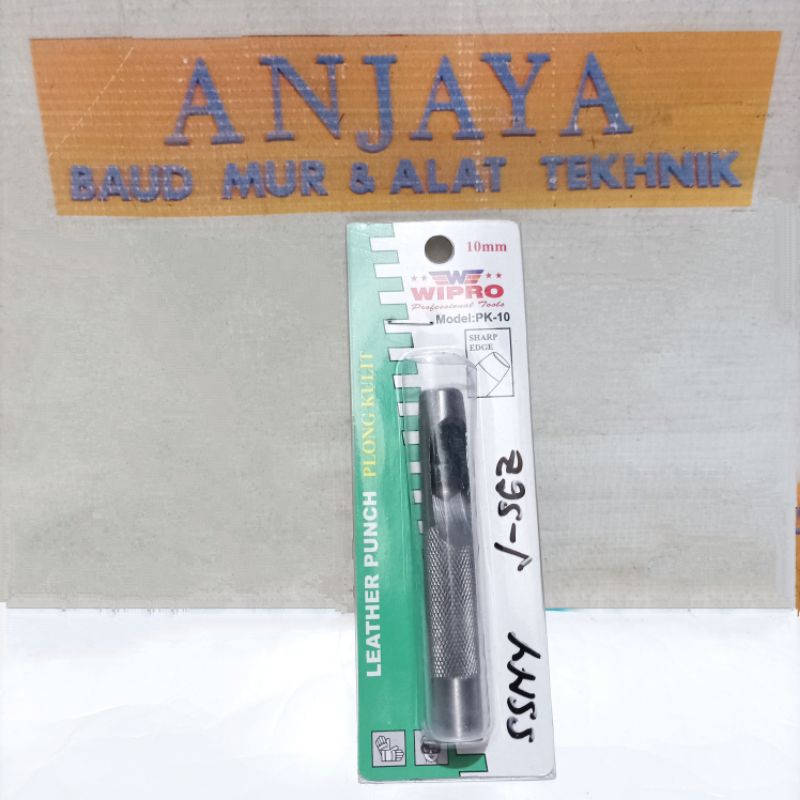 ANJAYA
BAUD MUR & ALAT TEKHNIK
10mm
W
WIPRO
Professional Tools
Model:PK-10
SHARP
EDGE
LEATHER PUNCH PLONG KULIT